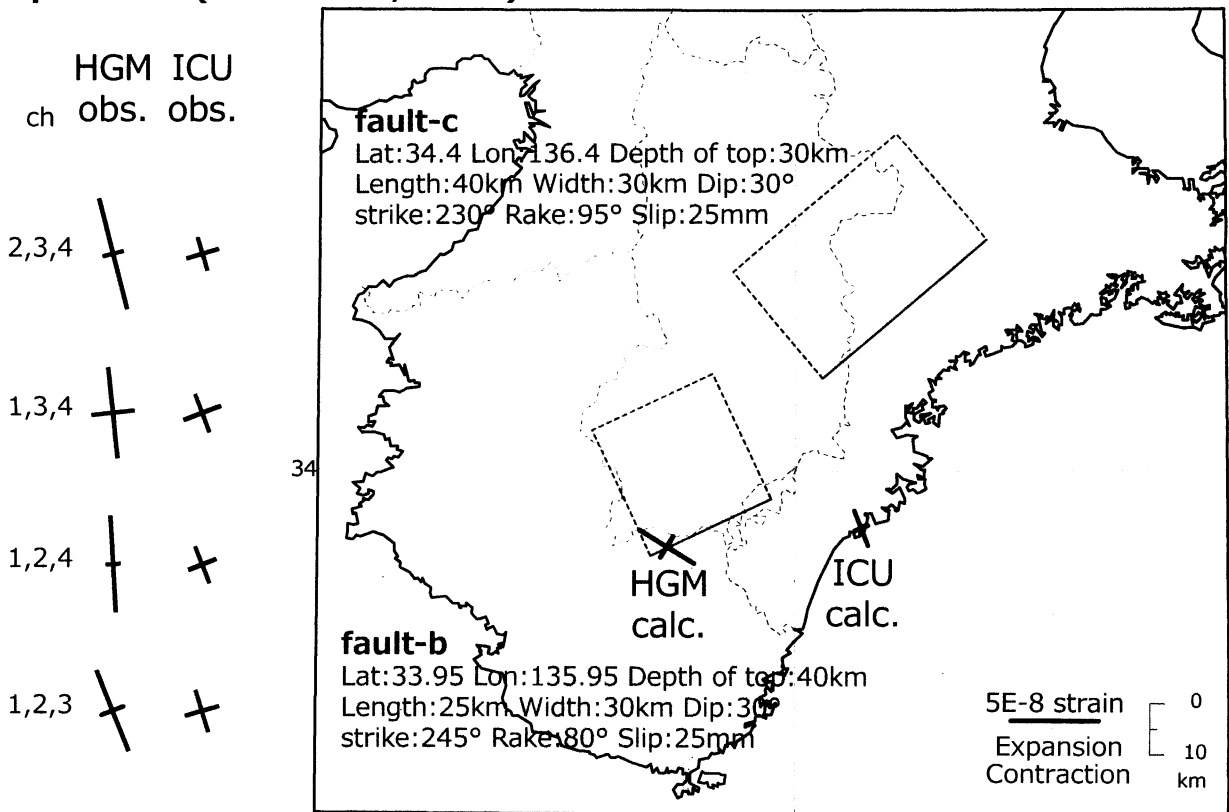 HGM ICU
ch obs. obs.
2,3,4
1,3,4
1,2,4
1,2,3
fault-c
Lat:34.4 Lon:136.4 Depth of top:30km
Length:40km Width:30km Dip:30°
strike:230° Rake:95° Slip:25mm
34
HGM
calc.
ICU
calc.
fault-b
Lat:33.95 Lon:135.95 Depth of top:40km
Length:25km Width:30km Dip:30°
strike:245° Rake:80° Slip:25mm
5E-8 strain
Expansion
Contraction
0
10
km